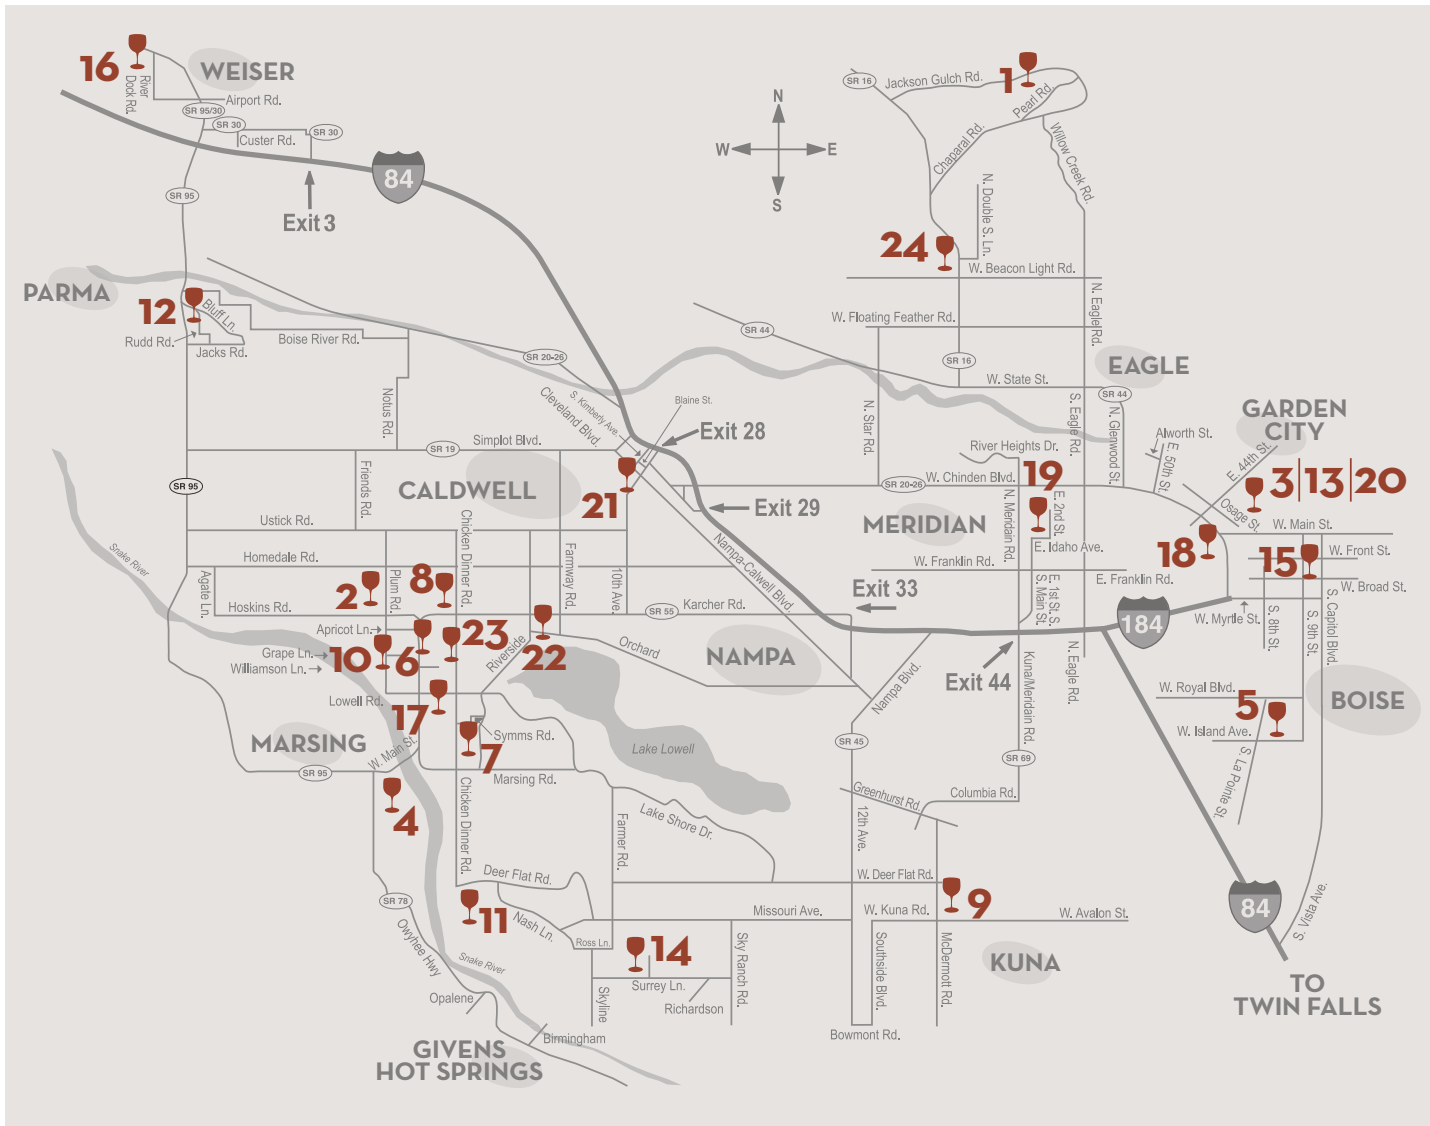 16
WEISER
River
Dock Rd.
Airport Rd.
SR 95/30
SR 30
Custer Rd.
SR 30
84
Exit 3
SR 95
N
W
E
S
SR 16
Jackson Gulch Rd.
1
Pearl Rd.
Chaparal Rd.
Willow Creek Rd.
N. Double S. Ln.
24
W. Beacon Light Rd.
PARMA
12
Bluff Ln.
Rudd Rd.
Jacks Rd.
Boise River Rd.
SR 20-26
Notus Rd.
N. Eagle Rd.
W. Floating Feather Rd.
SR 44
SR 16
W. State St.
EAGLE
SR 44
S. Kimberly Ave.
Cleveland Blvd.
Blaine St.
Exit 28
N. Star Rd.
S. Eagle Rd.
N. Glenwood St.
GARDEN
CITY
Alworth St.
E. 50th St.
E. 44th St.
Simplot Blvd.
SR 19
River Heights Dr.
W. Chinden Blvd.
19
SR 20-26
3|13|20
Osage St.
SR 95
Friends Rd.
CALDWELL
21
Exit 29
MERIDIAN
N. Meridain Rd.
E. 2nd St.
E. Idaho Ave.
18
W. Main St.
15
W. Front St.
W. Broad St.
Ustick Rd.
Chicken Dinner Rd.
Snake River
Homedale Rd.
Farmway Rd.
10th Ave.
Nampa-Calwell Blvd.
W. Franklin Rd.
E. Franklin Rd.
Agate Ln.
2
Plum Rd.
8
Exit 33
S. Main St.
E. 1st St. S.
184
W. Myrtle St.
S. 8th St.
S. 9th St.
S. Capitol Blvd.
Hoskins Rd.
SR 55
Karcher Rd.
Apricot Ln.
Grape Ln.
Williamson Ln.
10
6
23
Riverside
22
Orchard
NAMPA
Nampa Blvd.
Exit 44
Kuna/Meridain Rd.
N. Eagle Rd.
Lowell Rd.
17
W. Royal Blvd.
5
BOISE
W. Island Ave.
S. La Pointe St.
MARSING
W. Main St.
7
Symms Rd.
Lake Lowell
SR 45
SR 69
SR 95
Marsing Rd.
4
Chicken Dinner Rd.
Greenhurst Rd.
Columbia Rd.
Lake Shore Dr.
Farmer Rd.
12th Ave.
Deer Flat Rd.
W. Deer Flat Rd.
SR 78
11
Nash Ln.
Missouri Ave.
W. Kuna Rd.
9
W. Avalon St.
84
S. Vista Ave.
Owyhee Hwy
Snake River
Ross Ln.
14
Sky Ranch Rd.
Southside Blvd.
McDermott Rd.
KUNA
Opalene
Skyline
Surrey Ln.
Richardson
TO
TWIN FALLS
Birmingham
Bowmont Rd.
GIVENS
HOT SPRINGS